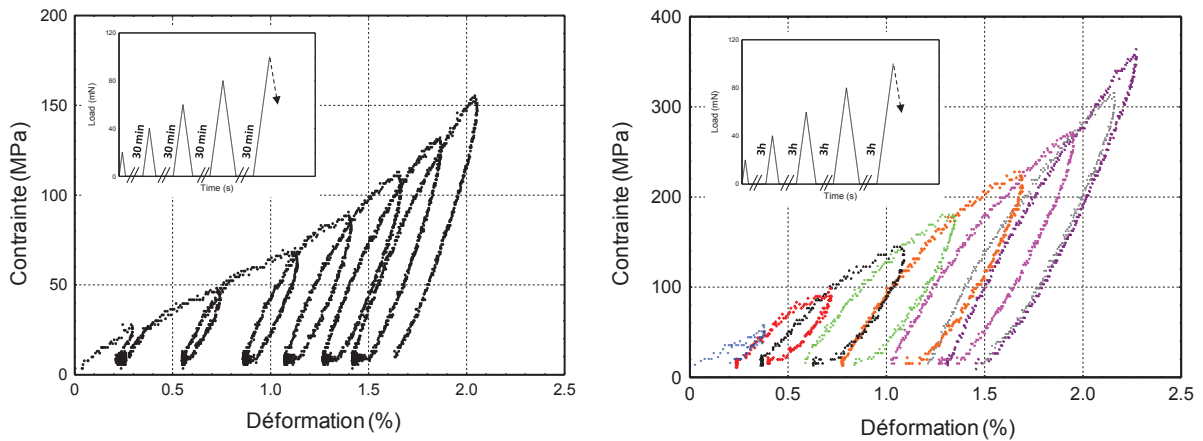 200
150
100
50
0
Contrainte (MPa)
0.0 0.5 1.0 1.5 2.0 2.5
Déformation (%)
120
80
40
0
Load (mN)
30 min 30 min 30 min 30 min
Time (s)
400
300
200
100
0
Contrainte (MPa)
0.0 0.5 1.0 1.5 2.0 2.5
Déformation (%)
120
80
40
0
Load (mN)
3h 3h 3h 3h
Time (s)